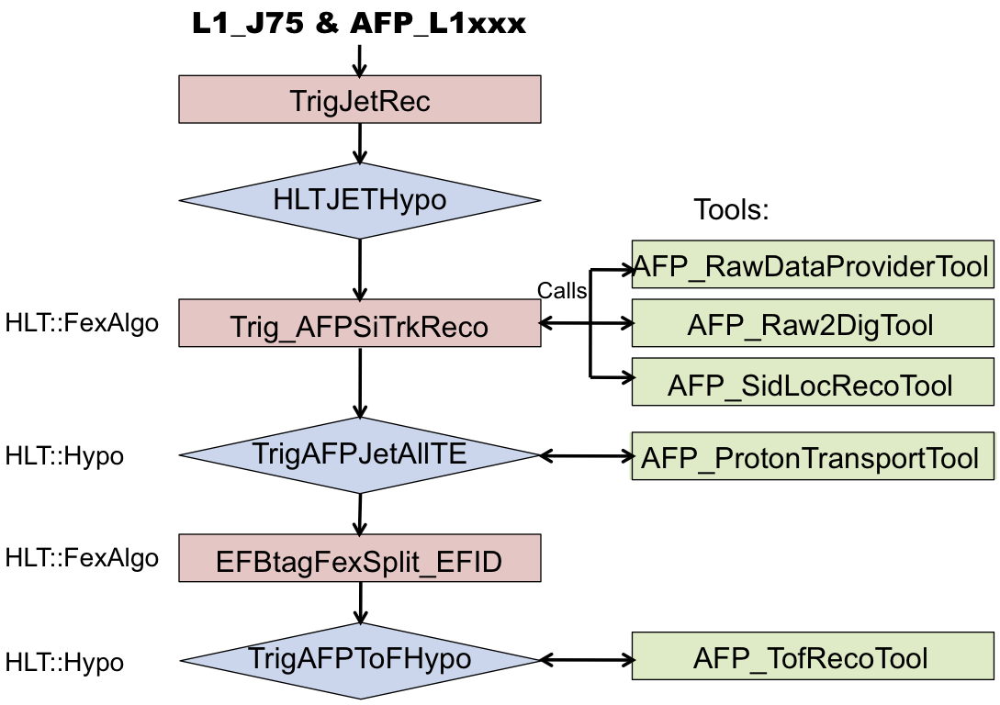 L1_J75 & AFP_L1xxx
TrigJetRec
HLTJETHypo
Tools:
AFP_RawDataProviderTool
Calls
HLT::FexAlgo
Trig_AFPSiTrkReco
AFP_Raw2DigTool
AFP_SidLocRecoTool
HLT::Hypo
TrigAFPJetAllTE
AFP_ProtonTransportTool
HLT::FexAlgo
EFBtagFexSplit_EFID
HLT::Hypo
TrigAFPToFHypo
AFP_TofRecoTool